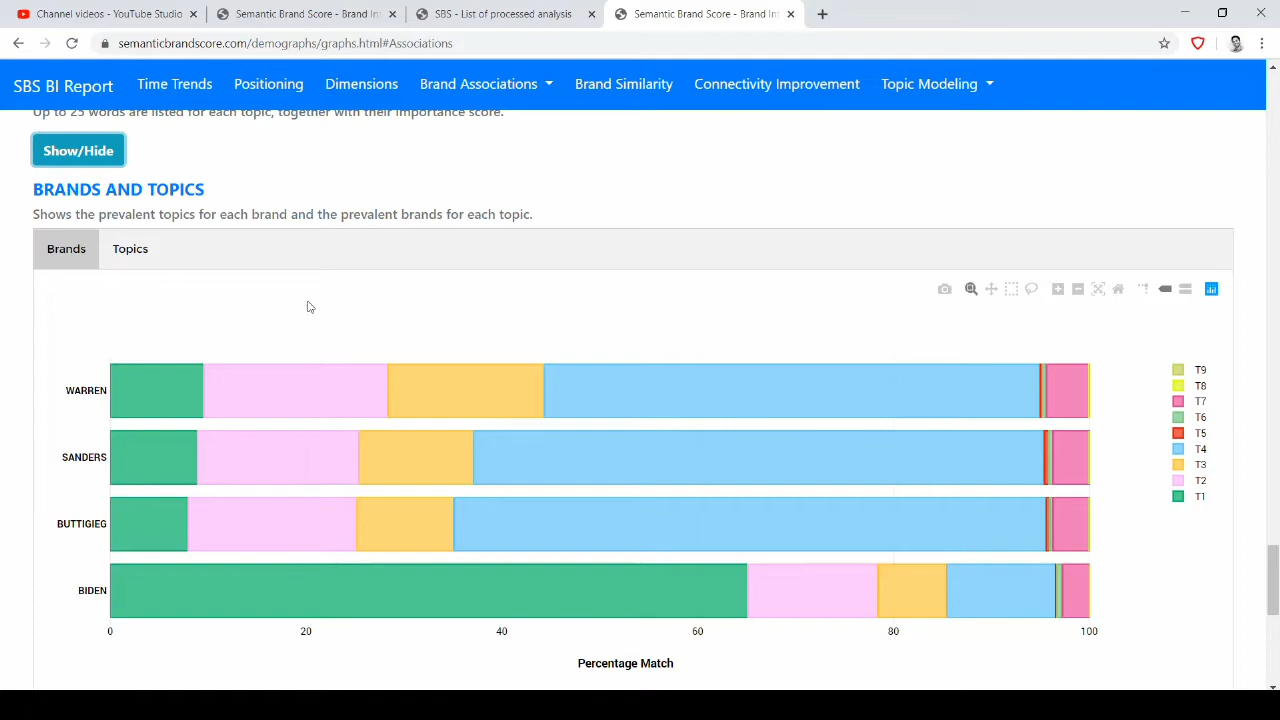 Channel videos - YouTube Studio
Semantic Brand Score - Brand Int
SBS - List of processed analysis
Semantic Brand Score - Brand Int
semanticbrandscore.com/demographs/graphs.html#Associations
SBS BI Report Time Trends Positioning Dimensions Brand Associations Brand Similarity Connectivity Improvement Topic Modeling
Up to 25 words are listed for each topic, together with their importance score.
Show/Hide
BRANDS AND TOPICS
Shows the prevalent topics for each brand and the prevalent brands for each topic.
Brands Topics
WARREN
SANDERS
BUTTIGIEG
BIDEN
0 20 40 60 80 100
Percentage Match
T9
T8
T7
T6
T5
T4
T3
T2
T1